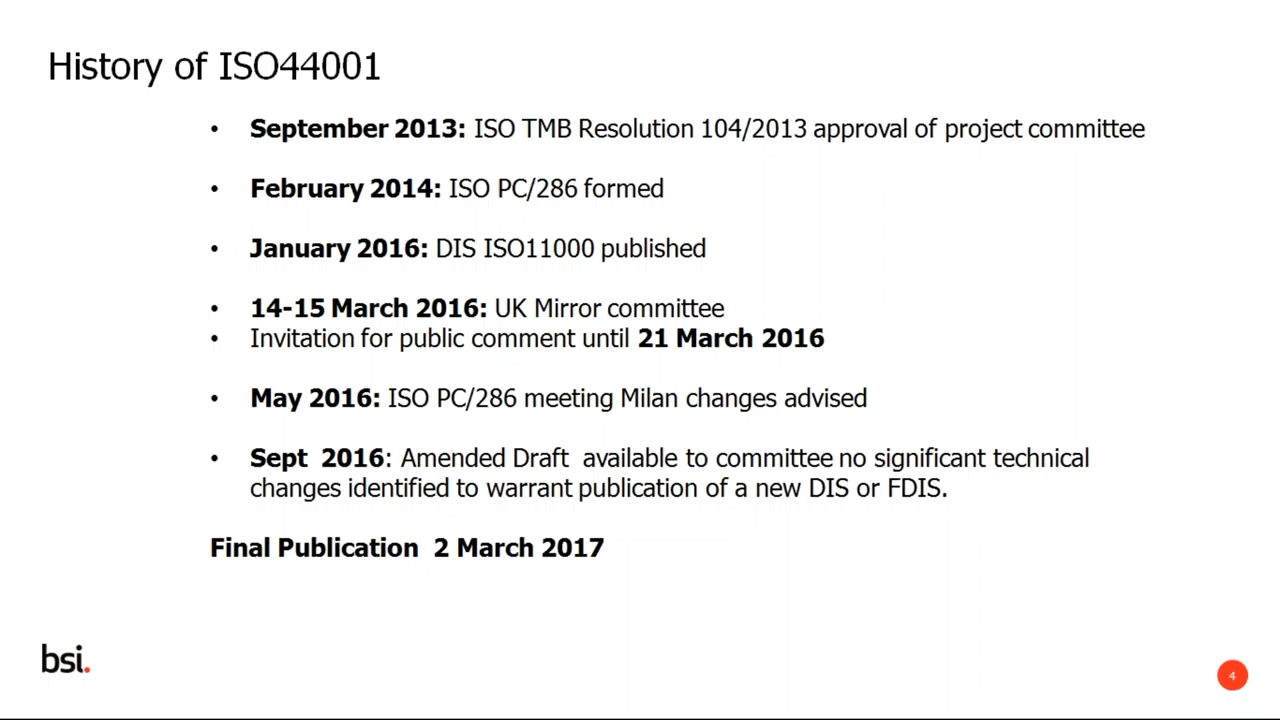 History of ISO44001
• September 2013: ISO TMB Resolution 104/2013 approval of project committee
• February 2014: ISO PC/286 formed
• January 2016: DIS ISO11000 published
• 14-15 March 2016: UK Mirror committee
• Invitation for public comment until 21 March 2016
• May 2016: ISO PC/286 meeting Milan changes advised
• Sept  2016: Amended Draft  available to committee no significant technical
changes identified to warrant publication of a new DIS or FDIS.
Final Publication  2 March 2017
bsi.
4